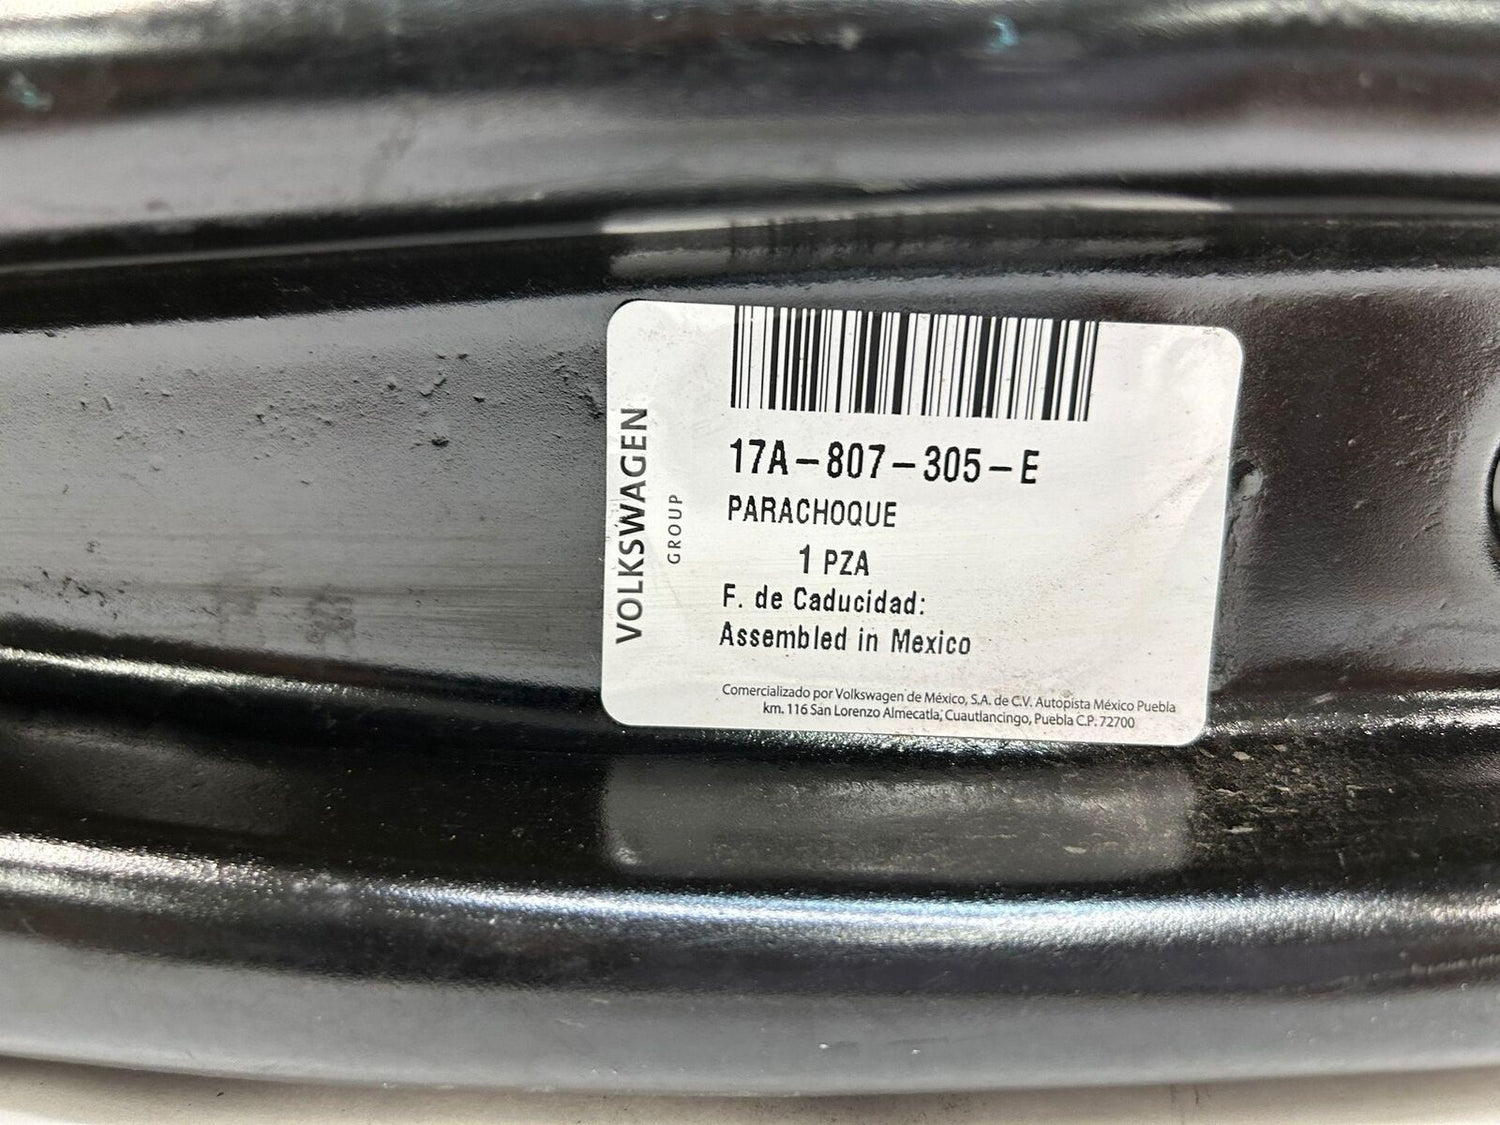 VOLKSWAGEN
GROUP
17A-807-305-E
PARACHOQUE
1 PZA
F. de Caducidad:
Assembled in Mexico
Comercializado por Volkswagen de México, S.A. de C.V. Autopista México Puebla
km. 116 San Lorenzo Almecatla, Cuautlancingo, Puebla C.P. 72700